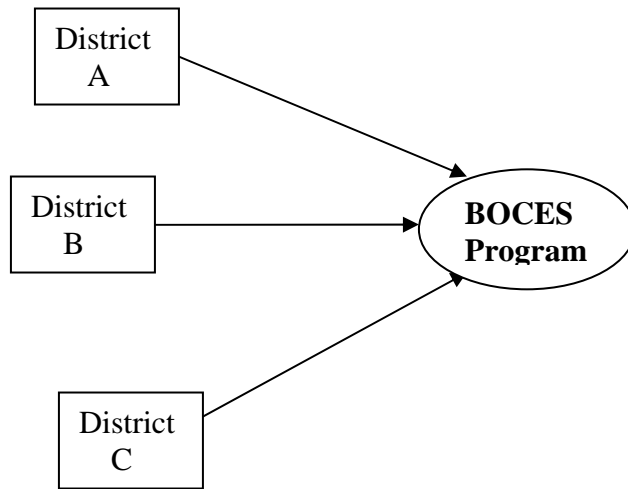 District
A
District
B
BOCES
Program
District
C